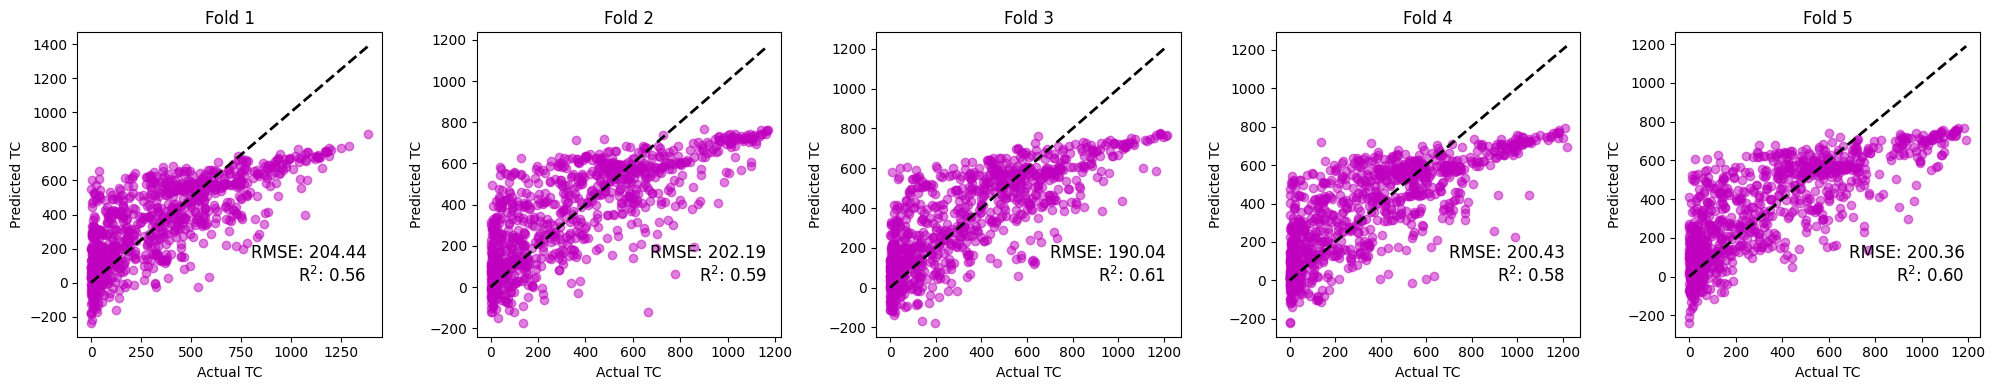 Fold 1
Fold 2
Fold 3
Fold 4
Fold 5
Predicted TC
1400
1200
1000
800
600
400
200
0
−200
RMSE: 204.44
R²: 0.56
0 250 500 750 1000 1250
Actual TC
Predicted TC
1200
1000
800
600
400
200
0
−200
RMSE: 202.19
R²: 0.59
0 200 400 600 800 1000 1200
Actual TC
Predicted TC
1200
1000
800
600
400
200
0
−200
RMSE: 190.04
R²: 0.61
0 200 400 600 800 1000 1200
Actual TC
Predicted TC
1200
1000
800
600
400
200
0
−200
RMSE: 200.43
R²: 0.58
0 200 400 600 800 1000 1200
Actual TC
Predicted TC
1200
1000
800
600
400
200
0
−200
RMSE: 200.36
R²: 0.60
0 200 400 600 800 1000 1200
Actual TC